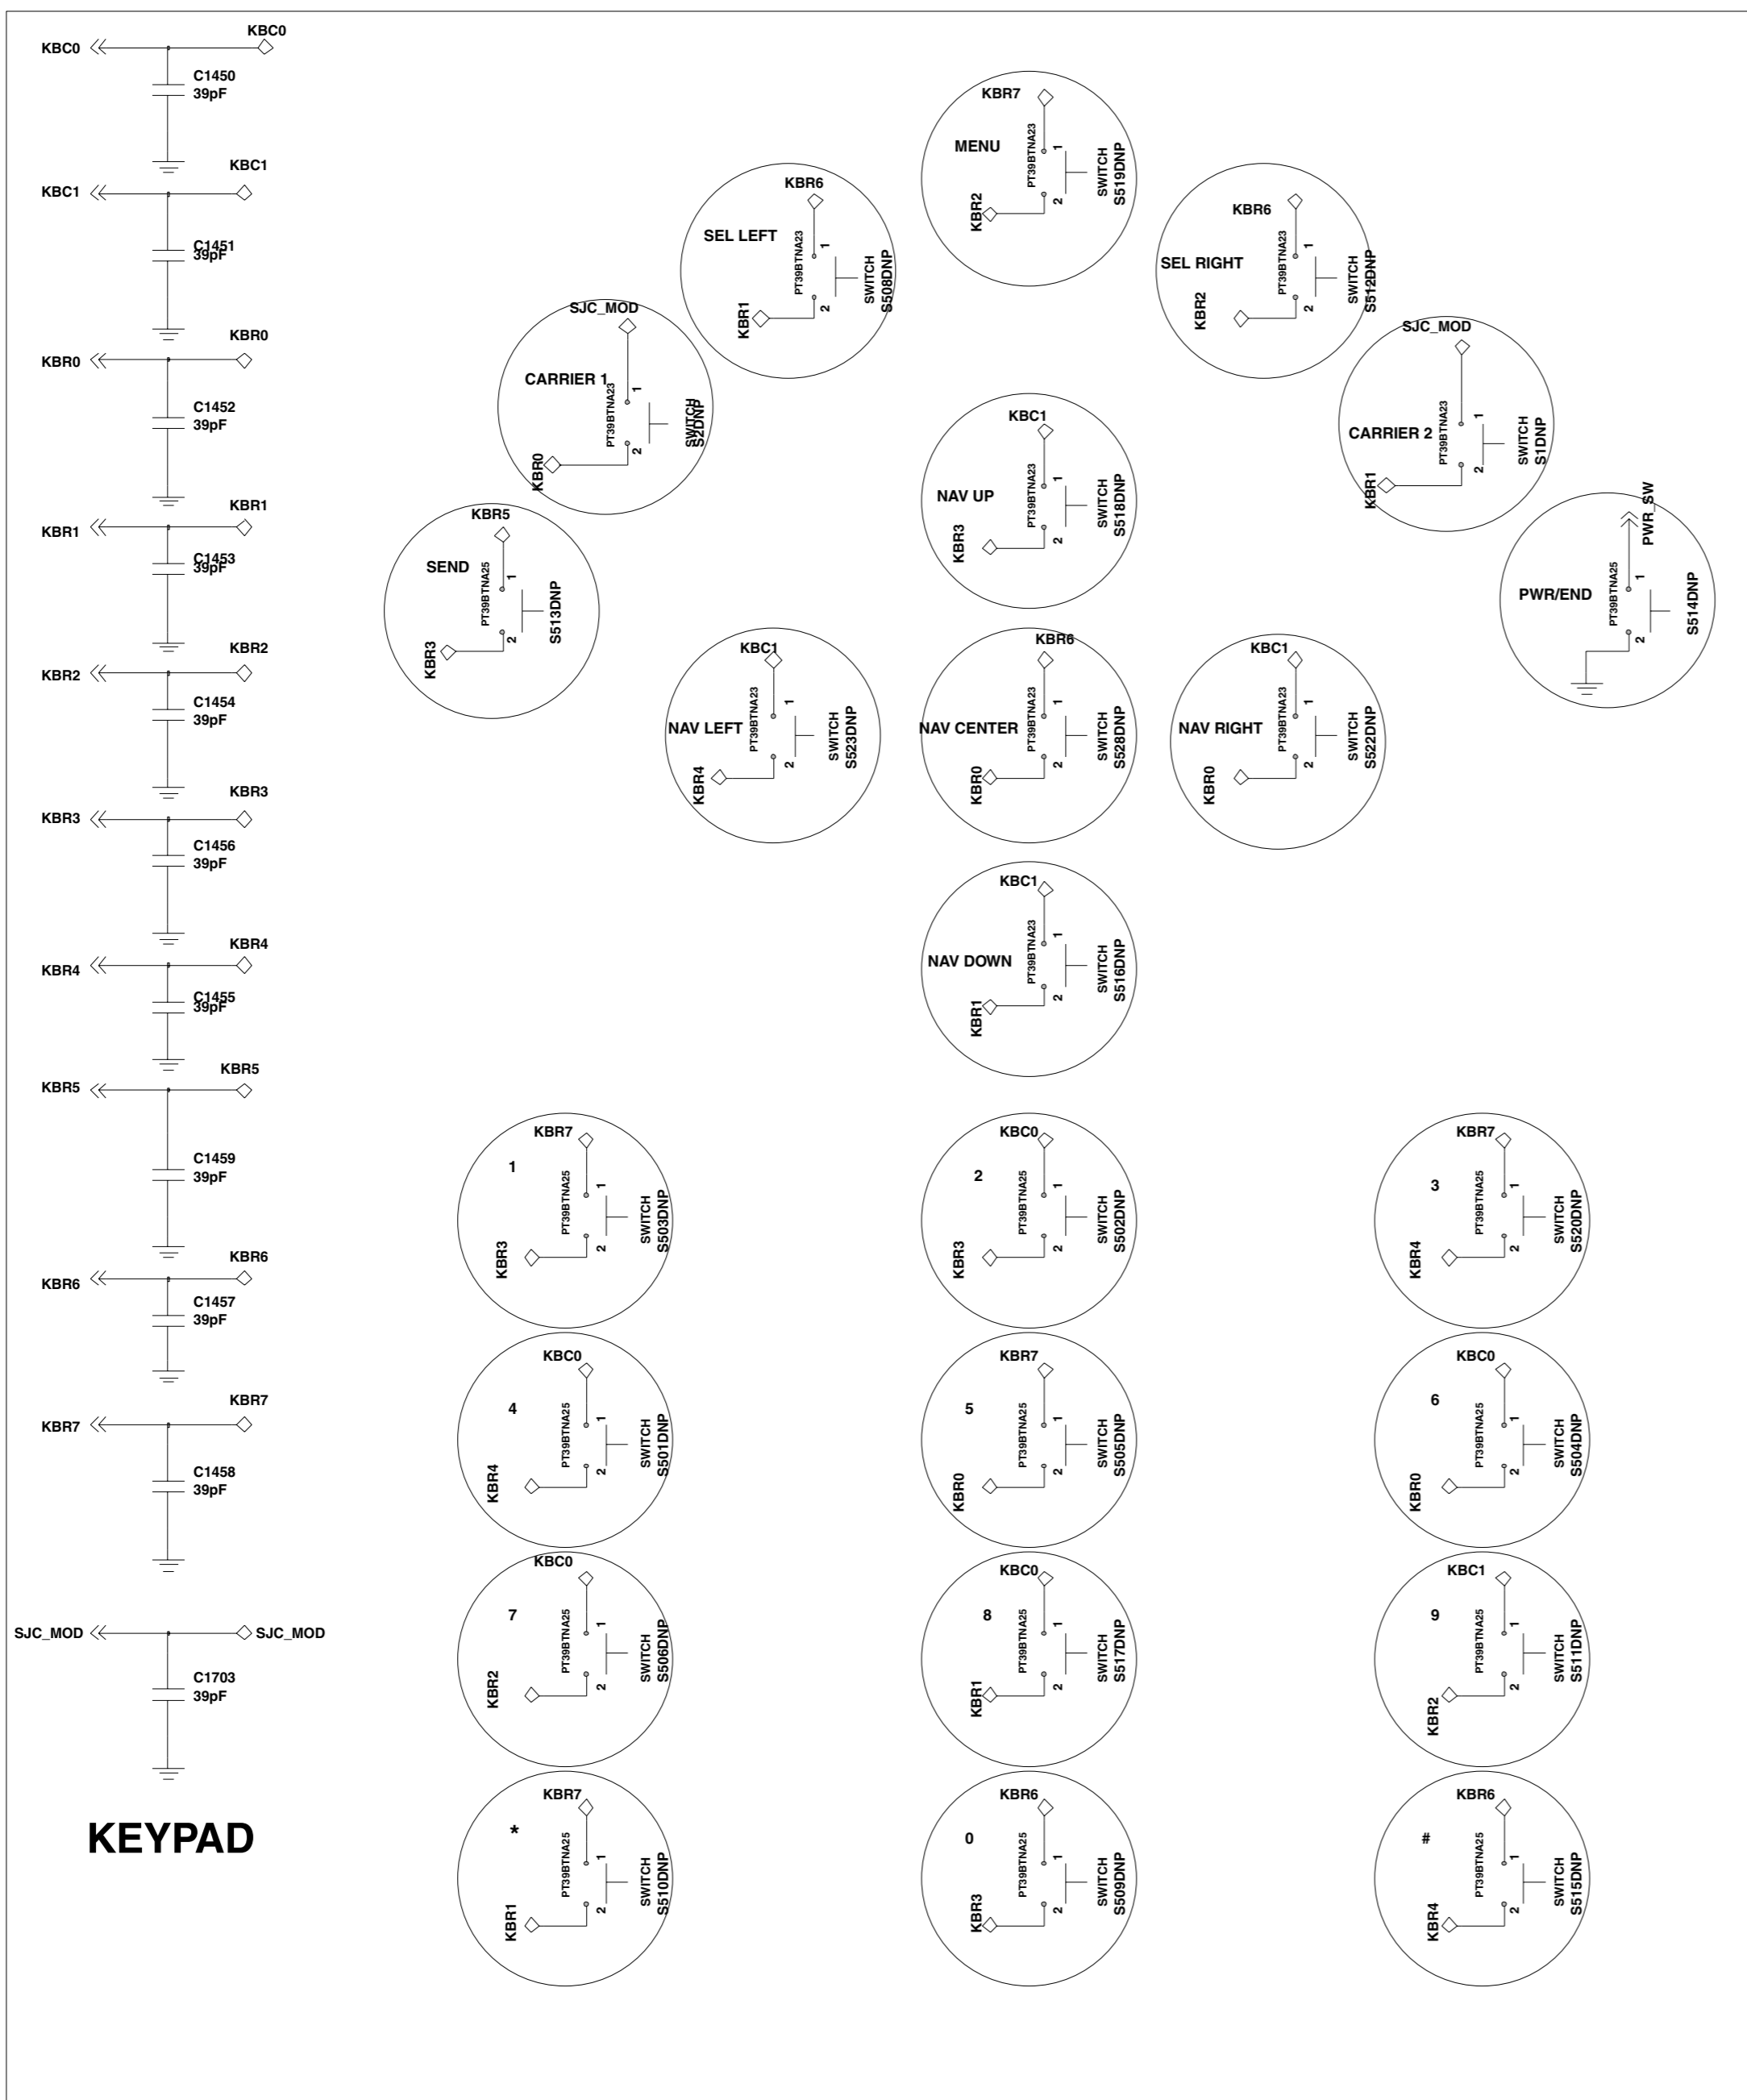 KBC0
KBC0
C1450
39pF
KBC1
KBC1
C1451
39pF
KBR0
KBR0
C1452
39pF
KBR1
KBR1
C1453
39pF
KBR2
KBR2
C1454
39pF
KBR3
KBR3
C1456
39pF
KBR4
KBR4
C1455
39pF
KBR5
KBR5
C1459
39pF
KBR6
KBR6
C1457
39pF
KBR7
KBR7
C1458
39pF
SJC_MOD
SJC_MOD
C1703
39pF
KEYPAD
KBR7
MENU
PT39BTNA23
1
2
KBR2
SWITCH
S519DNP
KBR6
SEL LEFT
PT39BTNA23
1
2
KBR1
SWITCH
S508DNP
KBR6
SEL RIGHT
PT39BTNA23
1
2
KBR2
SWITCH
S512DNP
SJC_MOD
CARRIER 1
PT39BTNA23
1
2
KBR0
SWITCH
S2DNP
SJC_MOD
CARRIER 2
PT39BTNA23
1
2
KBR1
SWITCH
S1DNP
KBC1
NAV UP
PT39BTNA23
1
2
KBR3
SWITCH
S518DNP
KBR5
SEND
PT39BTNA25
1
2
KBR3
S513DNP
PWR_SW
PWR/END
PT39BTNA25
1
2
S514DNP
KBC1
NAV LEFT
PT39BTNA23
1
2
KBR4
SWITCH
S523DNP
KBR6
NAV CENTER
PT39BTNA23
1
2
KBR0
SWITCH
S528DNP
KBC1
NAV RIGHT
PT39BTNA23
1
2
KBR0
SWITCH
S522DNP
KBC1
NAV DOWN
PT39BTNA23
1
2
KBR1
SWITCH
S516DNP
KBR7
1
PT39BTNA25
1
2
KBR3
SWITCH
S503DNP
KBC0
2
PT39BTNA25
1
2
KBR3
SWITCH
S502DNP
KBR7
3
PT39BTNA25
1
2
KBR4
SWITCH
S520DNP
KBC0
4
PT39BTNA25
1
2
KBR4
SWITCH
S501DNP
KBR7
5
PT39BTNA25
1
2
KBR0
SWITCH
S505DNP
KBC0
6
PT39BTNA25
1
2
KBR0
SWITCH
S504DNP
KBC0
7
PT39BTNA25
1
2
KBR2
SWITCH
S506DNP
KBC0
8
PT39BTNA25
1
2
KBR1
SWITCH
S517DNP
KBC1
9
PT39BTNA25
1
2
KBR2
SWITCH
S511DNP
KBR7
*
PT39BTNA25
1
2
KBR1
SWITCH
S510DNP
KBR6
0
PT39BTNA25
1
2
KBR3
SWITCH
S509DNP
KBR6
#
PT39BTNA25
1
2
KBR4
SWITCH
S515DNP